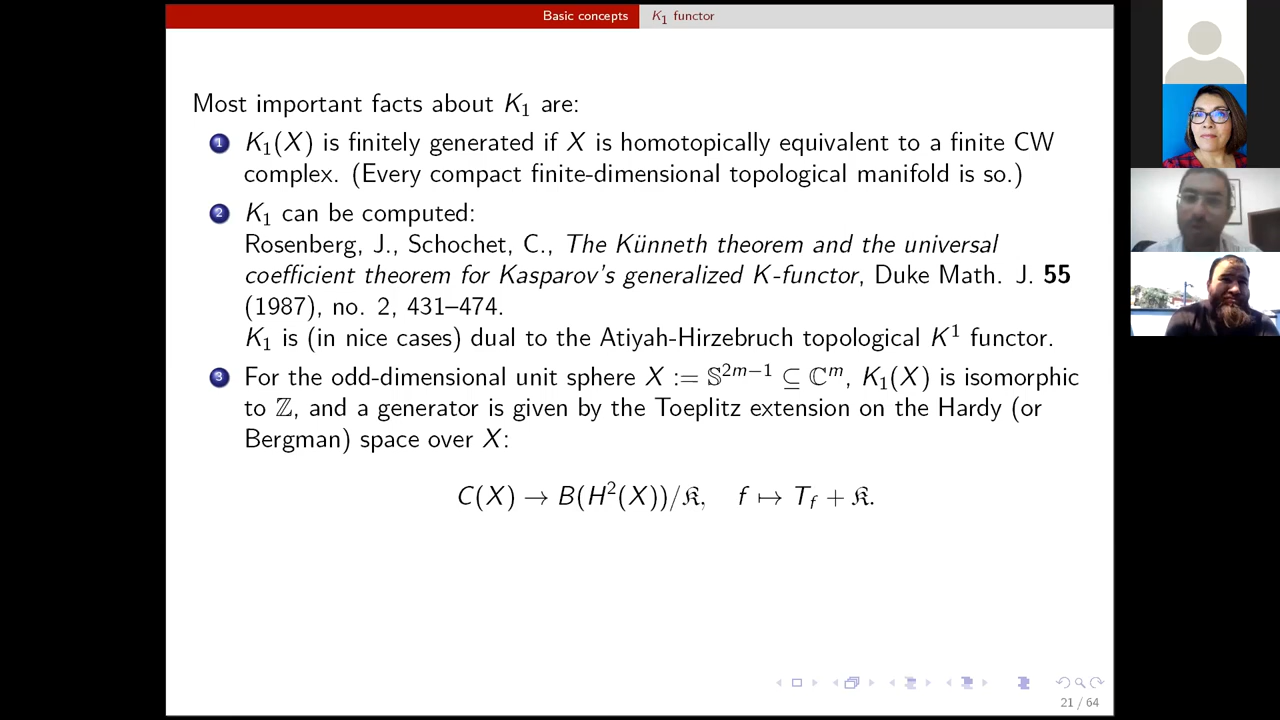 Basic concepts K₁ functor
Most important facts about K₁ are:
1 K₁(X) is finitely generated if X is homotopically equivalent to a finite CW
complex. (Every compact finite-dimensional topological manifold is so.)
2 K₁ can be computed:
Rosenberg, J., Schochet, C., The Künneth theorem and the universal
coefficient theorem for Kasparov's generalized K-functor, Duke Math. J. 55
(1987), no. 2, 431–474.
K₁ is (in nice cases) dual to the Atiyah-Hirzebruch topological K¹ functor.
3 For the odd-dimensional unit sphere X := 𝕊²ᵐ⁻¹ ⊆ ℂᵐ, K₁(X) is isomorphic
to ℤ, and a generator is given by the Toeplitz extension on the Hardy (or
Bergman) space over X:
C(X) → B(H²(X))/𝔎, f ↦ T_f + 𝔎.
21 / 64